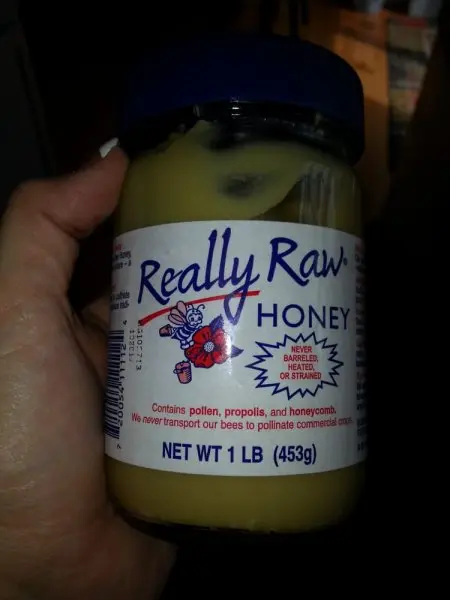 Really Raw®
HONEY
NEVER
BARRELED,
HEATED,
OR STRAINED
Contains pollen, propolis, and honeycomb.
We never transport our bees to pollinate commercial crops.
NET WT 1 LB (453g)